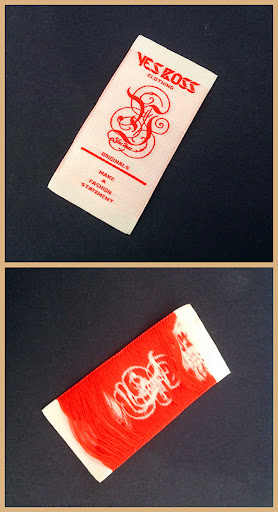 YES BOSS
CLOTHING
ORIGINALS
MAKE
A
FASHION
STATEMENT